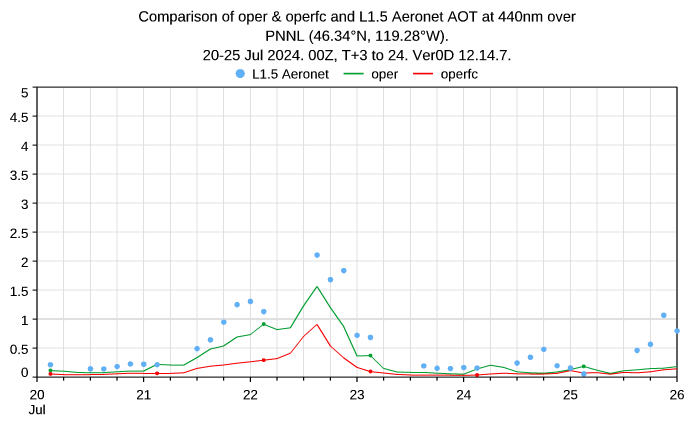 Comparison of oper & operfc and L1.5 Aeronet AOT at 440nm over
PNNL (46.34°N, 119.28°W).
20-25 Jul 2024. 00Z, T+3 to 24. Ver0D 12.14.7.
L1.5 Aeronet oper operfc
5
4.5
4
3.5
3
2.5
2
1.5
1
0.5
0
20 21 22 23 24 25 26
Jul